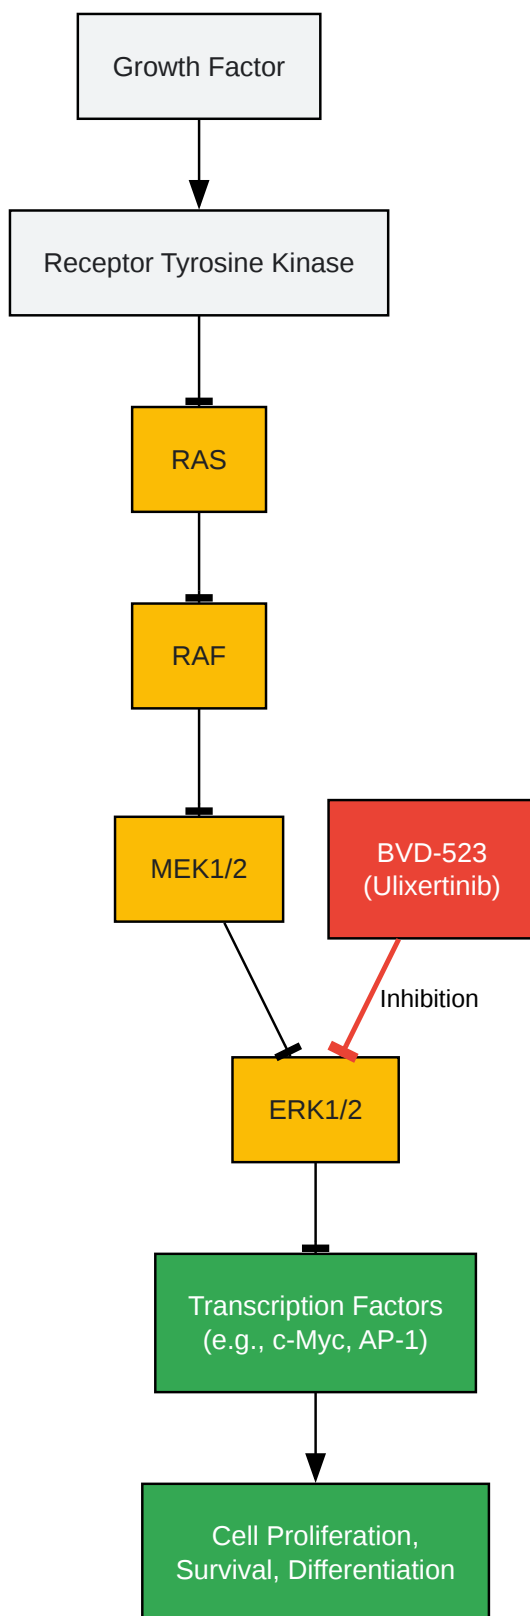 Growth Factor
Receptor Tyrosine Kinase
RAS
RAF
MEK1/2
BVD-523
(Ulixertinib)
Inhibition
ERK1/2
Transcription Factors
(e.g., c-Myc, AP-1)
Cell Proliferation,
Survival, Differentiation